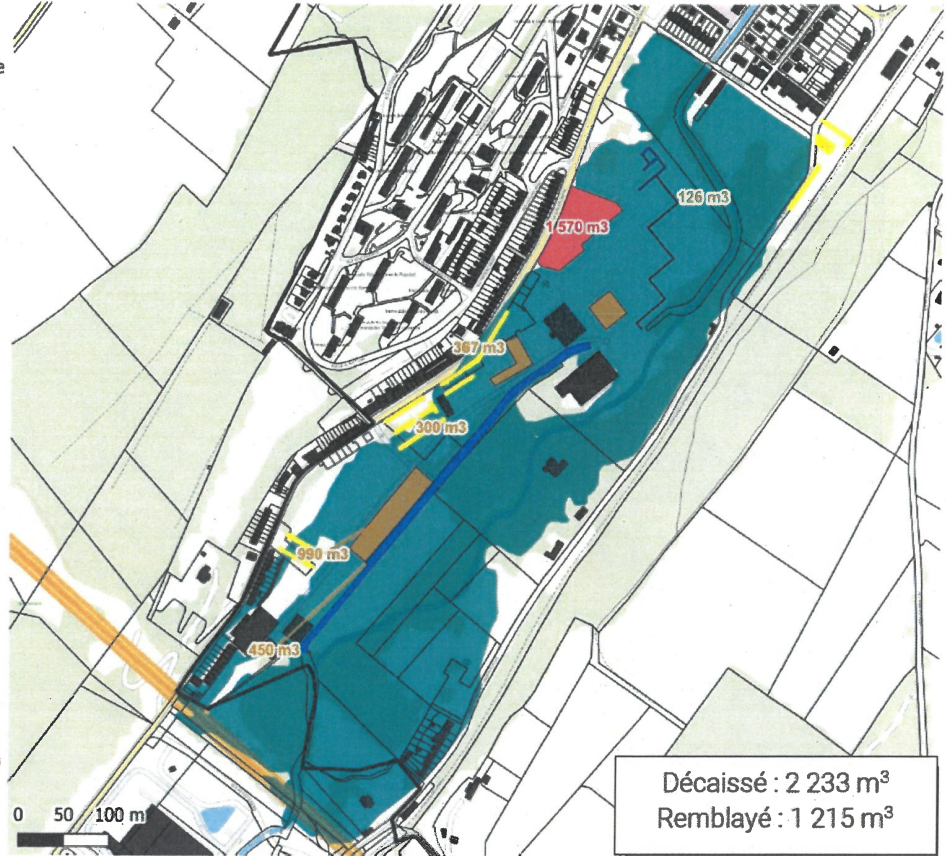 126 m3
1 570 m3
367 m3
300 m3
990 m3
450 m3
0 50 100 m
Décaissé : 2 233 m³
Remblayé : 1 215 m³